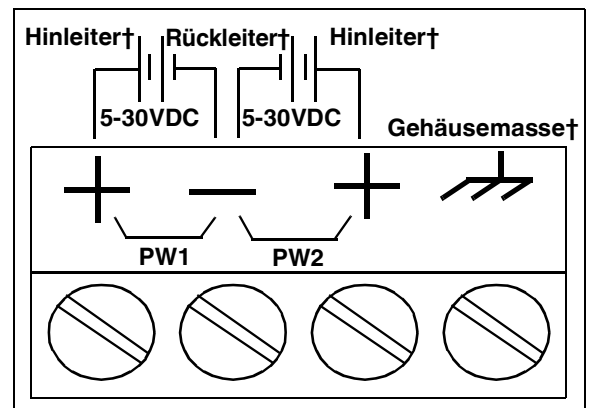 Hinleiter† Rückleiter† Hinleiter†
5-30VDC 5-30VDC
Gehäusemasse†
PW1 PW2